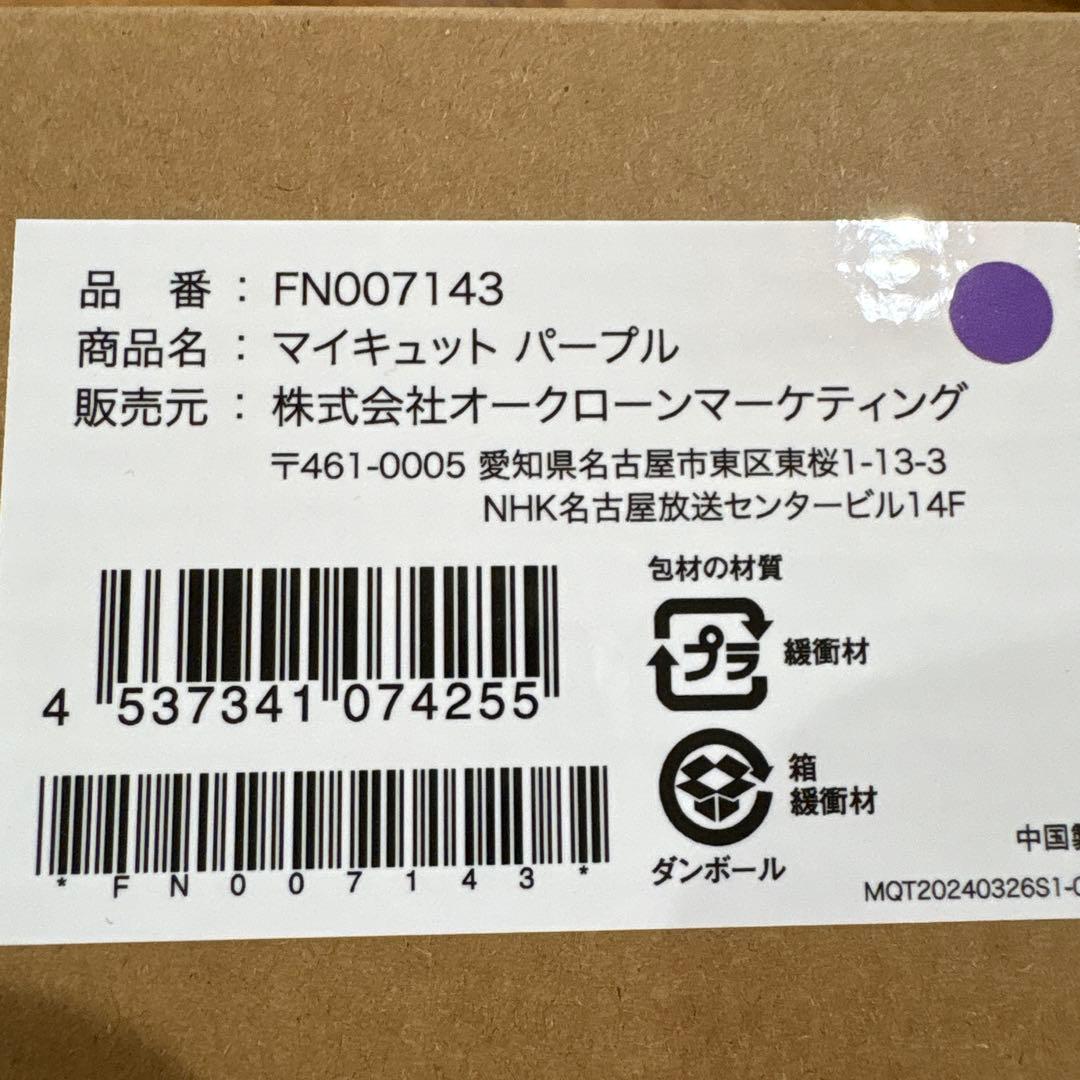 品　番 : FN007143
商品名 : マイキュット パープル
販売元 : 株式会社オークローンマーケティング
〒461-0005 愛知県名古屋市東区東桜1-13-3
NHK名古屋放送センタービル14F
4 537341 074255
*FN007143*
包材の材質
プラ 緩衝材
箱
緩衝材
ダンボール
中国製
MQT20240326S1-0